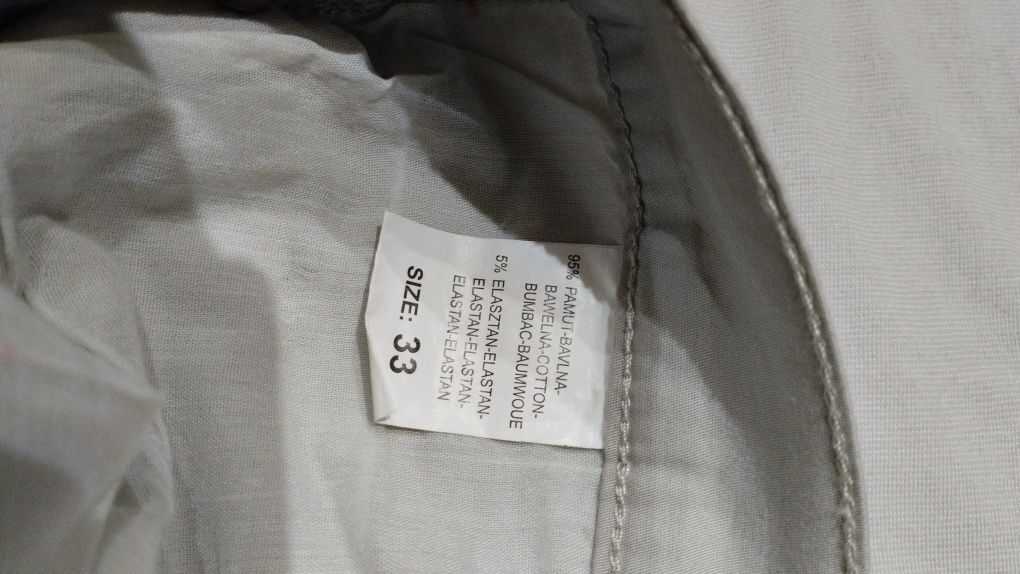 95% PAMUT-BAVLNA-
BAWELNA-COTTON-
BUMBAC-BAUMWOUE
5% ELASZTAN-ELASTAN-
ELASTAN-ELASTAN-
ELASTAN-ELASTAN
SIZE: 33